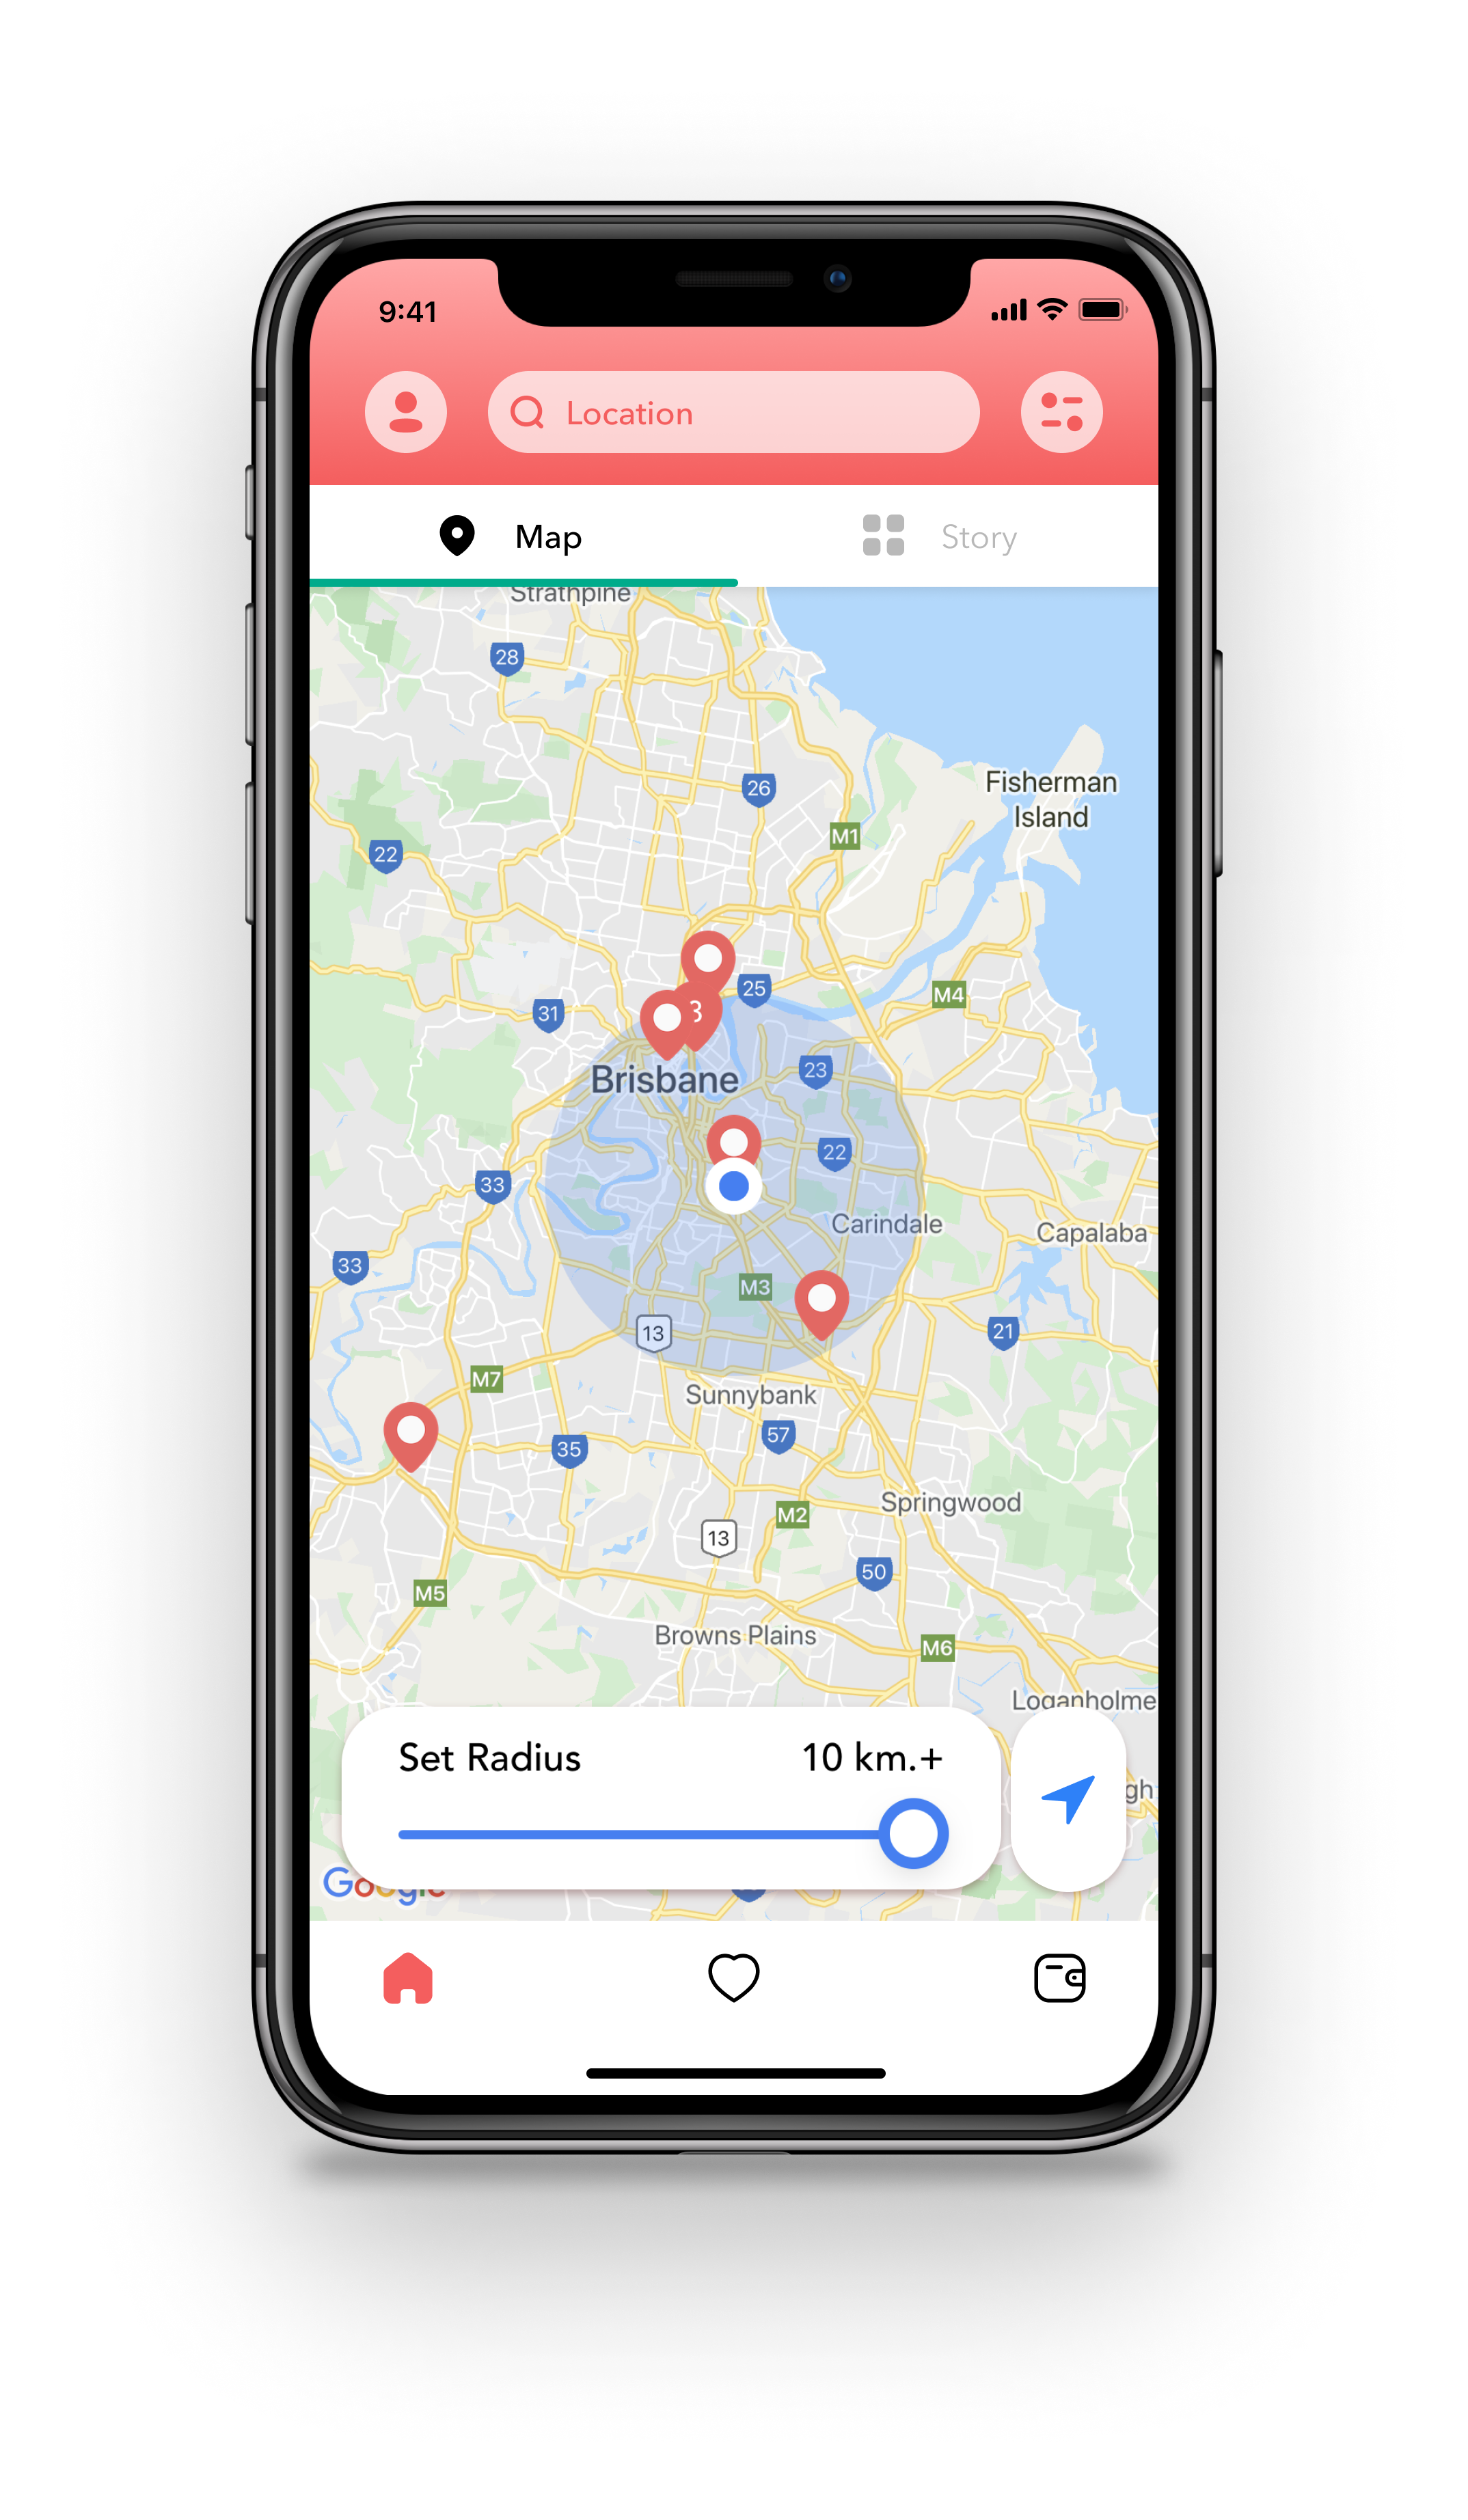 9:41
Location
Map
Story
Strathpine
28
26
Fisherman
Island
M1
22
25
M4
3
31
Brisbane
23
22
33
Carindale
Capalaba
33
M3
13
21
M7
Sunnybank
57
35
Springwood
M2
13
50
M5
Browns Plains
M6
Loganholme
Set Radius
10 km.+
Google